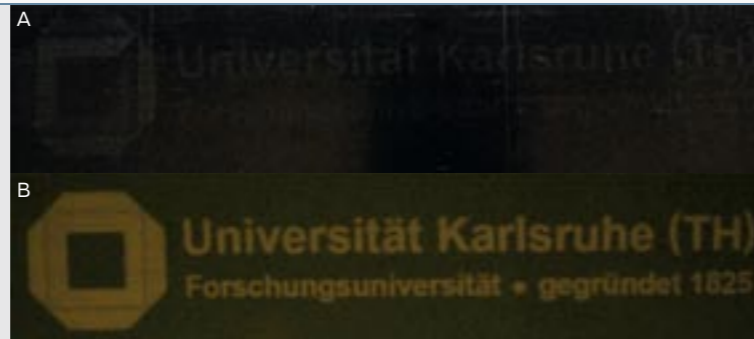 A
Universität Karlsruhe (TH)
B
Universität Karlsruhe (TH)
Forschungsuniversität • gegründet 1825